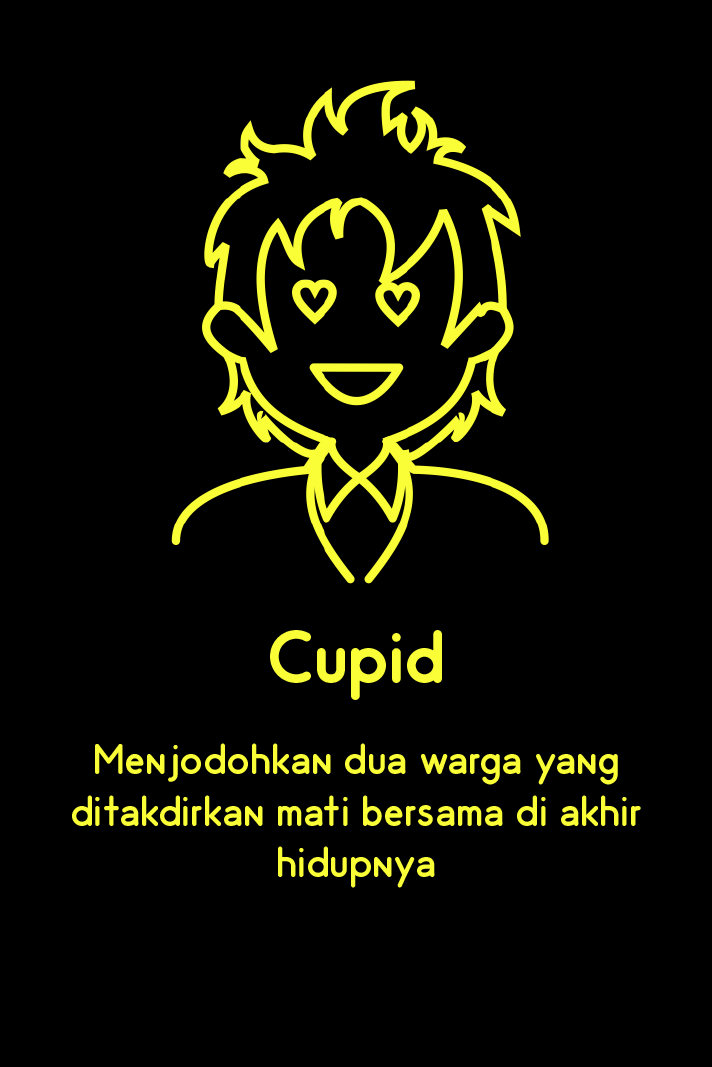 Cupid
Menjodohkan dua warga yang
ditakdirkan mati bersama di akhir
hidupnya